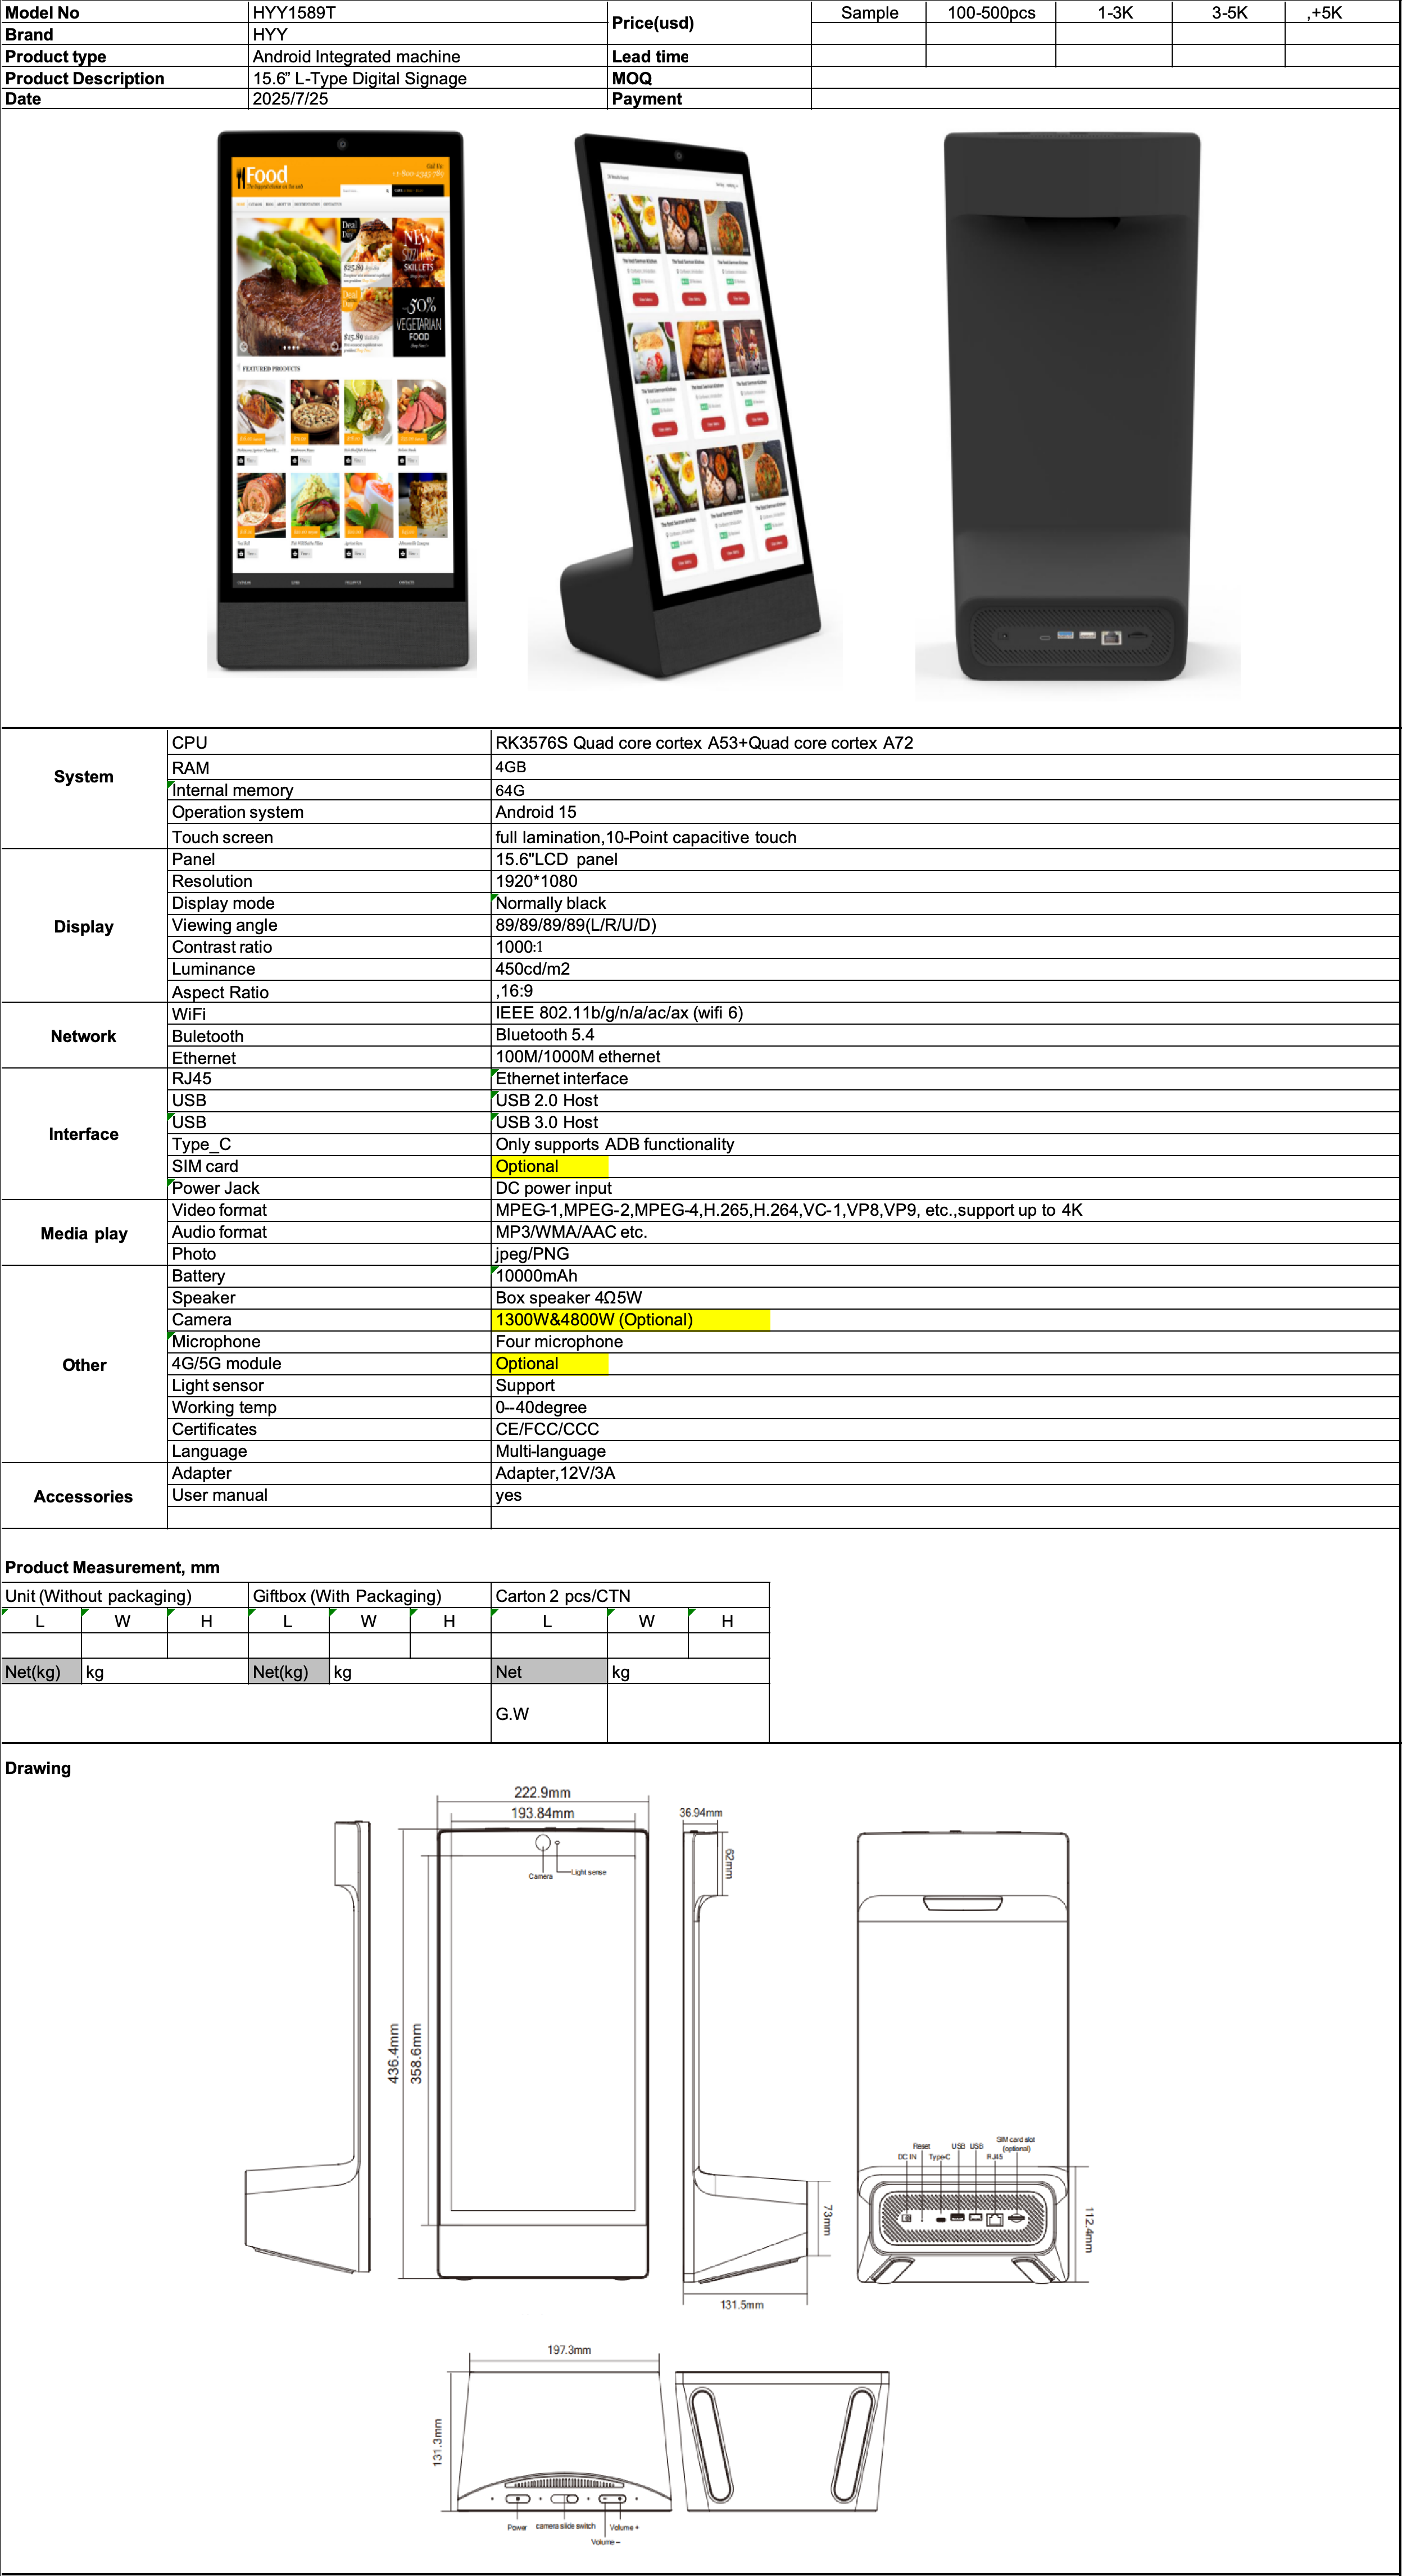 Model No HYY1589T Price(usd) Sample 100-500pcs 1-3K 3-5K ,+5K
Brand HYY
Product type Android Integrated machine Lead time
Product Description 15.6” L-Type Digital Signage MOQ
Date 2025/7/25 Payment
Food
Call Us:
Deal
Day
NEW
SIZZLING
SKILLETS
$25.89
Deal
Day
-50%
VEGETARIAN
FOOD
$15.89
FEATURED PRODUCTS
System
CPU RK3576S Quad core cortex A53+Quad core cortex A72
RAM 4GB
Internal memory 64G
Operation system Android 15
Touch screen full lamination,10-Point capacitive touch
Display
Panel 15.6"LCD panel
Resolution 1920*1080
Display mode Normally black
Viewing angle 89/89/89/89(L/R/U/D)
Contrast ratio 1000:1
Luminance 450cd/m2
Aspect Ratio ,16:9
Network
WiFi IEEE 802.11b/g/n/a/ac/ax (wifi 6)
Buletooth Bluetooth 5.4
Ethernet 100M/1000M ethernet
Interface
RJ45 Ethernet interface
USB USB 2.0 Host
USB USB 3.0 Host
Type_C Only supports ADB functionality
SIM card Optional
Power Jack DC power input
Media play
Video format MPEG-1,MPEG-2,MPEG-4,H.265,H.264,VC-1,VP8,VP9, etc.,support up to 4K
Audio format MP3/WMA/AAC etc.
Photo jpeg/PNG
Other
Battery 10000mAh
Speaker Box speaker 4Ω5W
Camera 1300W&4800W (Optional)
Microphone Four microphone
4G/5G module Optional
Light sensor Support
Working temp 0--40degree
Certificates CE/FCC/CCC
Language Multi-language
Accessories
Adapter Adapter,12V/3A
User manual yes
Product Measurement, mm
Unit (Without packaging) Giftbox (With Packaging) Carton 2 pcs/CTN
L W H L W H L W H
Net(kg) kg Net(kg) kg Net kg
G.W
Drawing
222.9mm
193.84mm
36.94mm
62mm
Camera
Light sense
436.4mm
358.6mm
73mm
131.5mm
SIM card slot
(optional)
Reset USB USB
DC IN Type-C RJ45
112.4mm
197.3mm
131.3mm
Power camera slide switch Volume +
Volume −